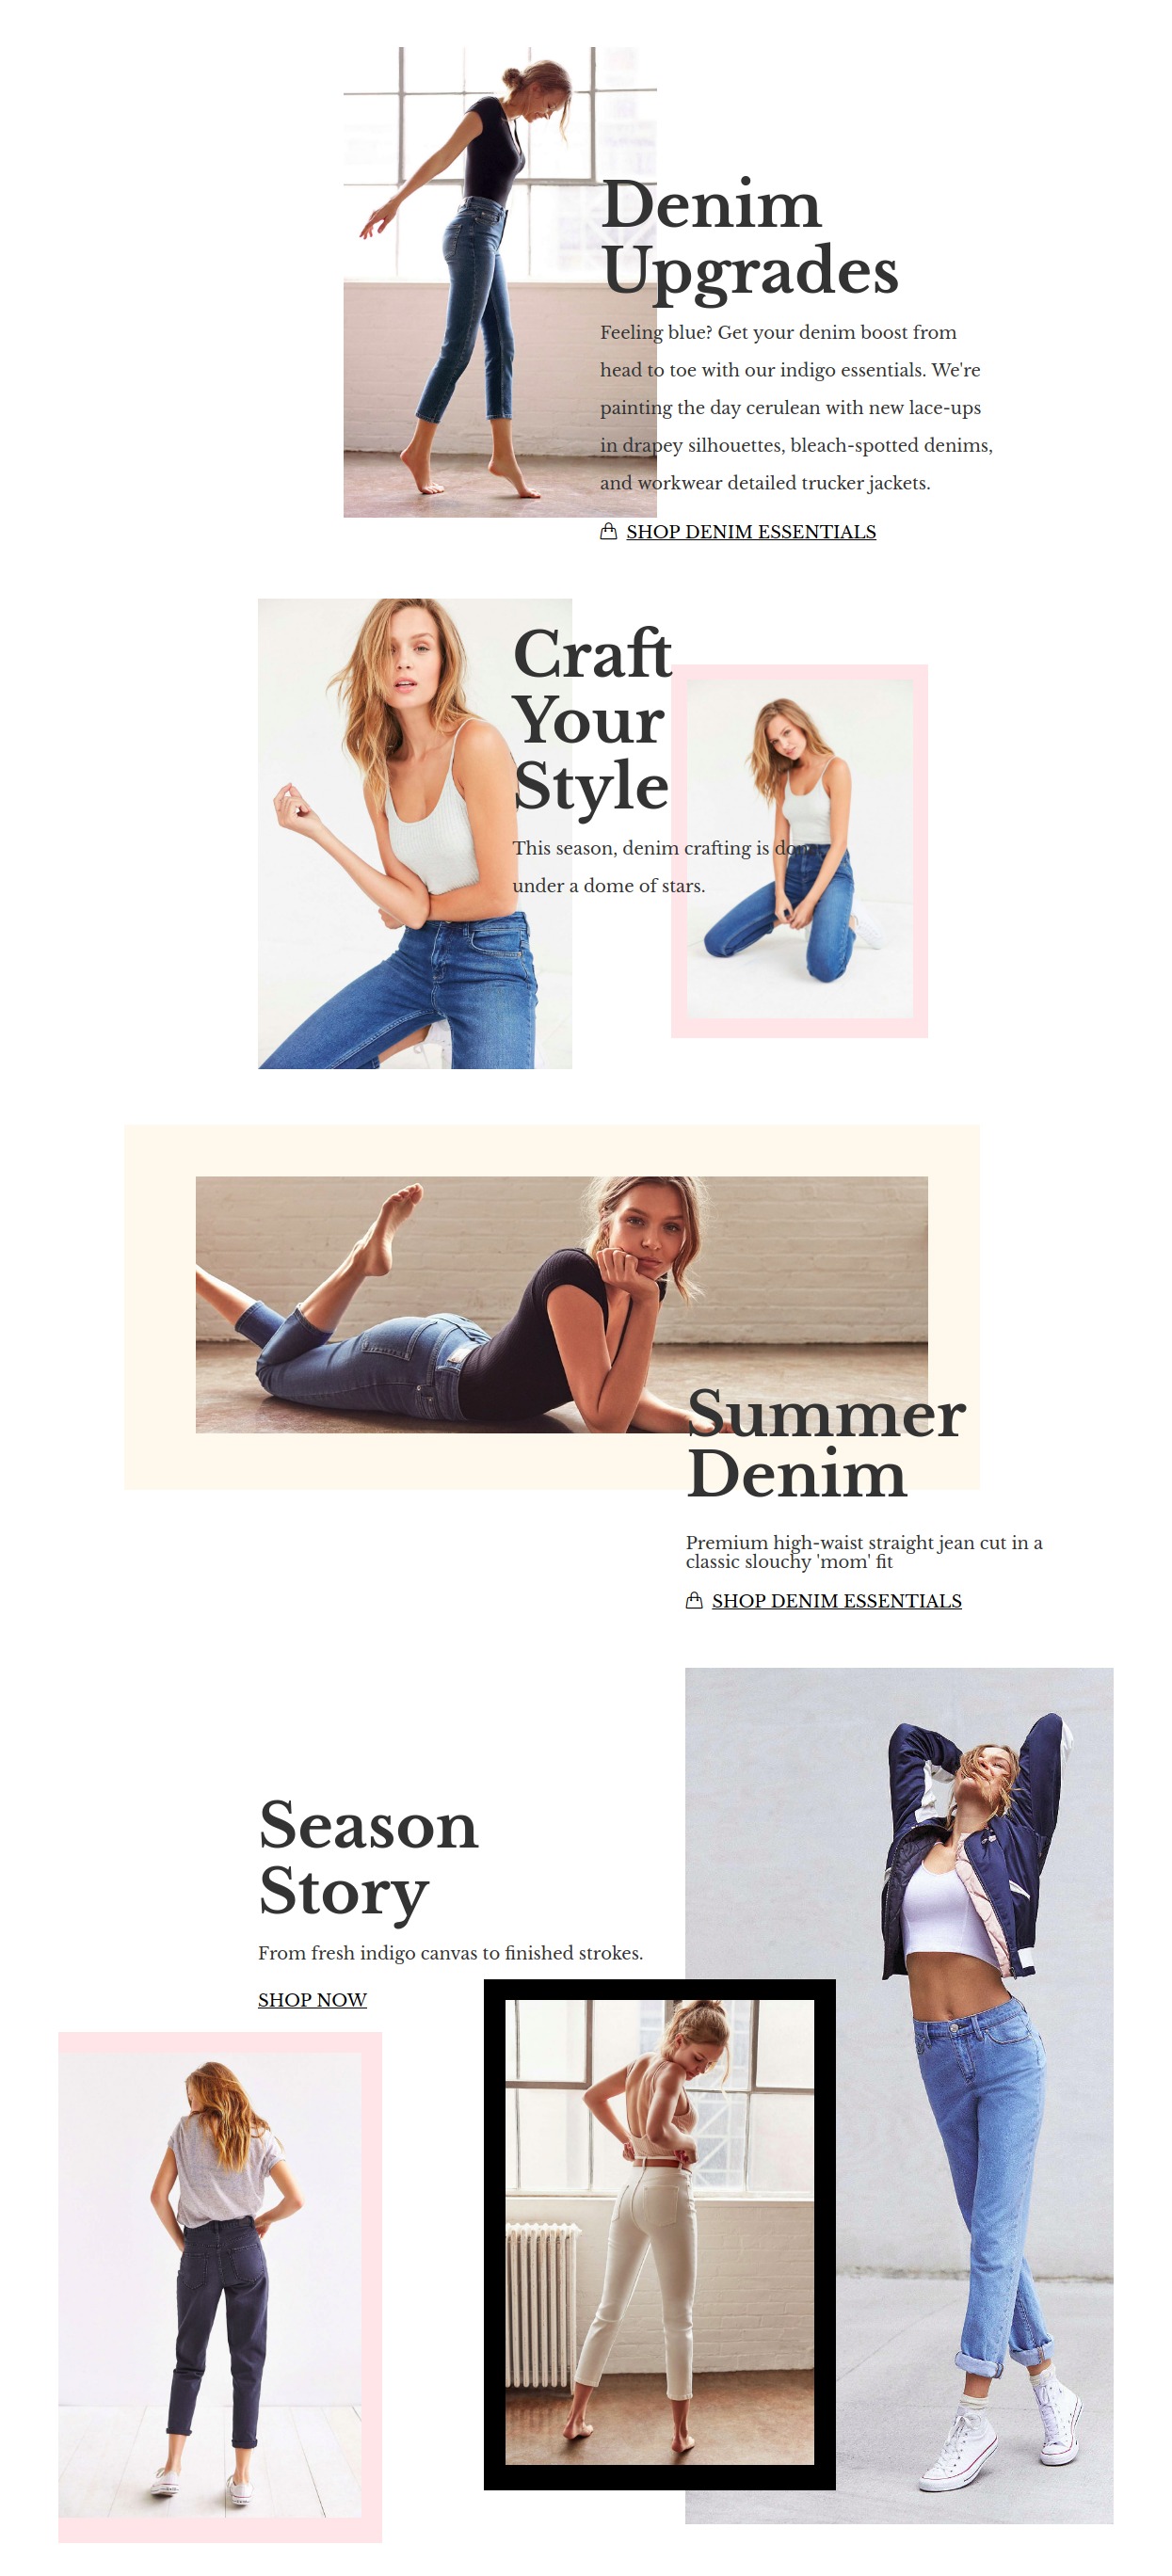 Denim
Upgrades
Feeling blue? Get your denim boost from
head to toe with our indigo essentials. We're
painting the day cerulean with new lace-ups
in drapey silhouettes, bleach-spotted denims,
and workwear detailed trucker jackets.
SHOP DENIM ESSENTIALS
Craft
Your
Style
This season, denim crafting is done
under a dome of stars.
Summer
Denim
Premium high-waist straight jean cut in a
classic slouchy 'mom' fit
SHOP DENIM ESSENTIALS
Season
Story
From fresh indigo canvas to finished strokes.
SHOP NOW